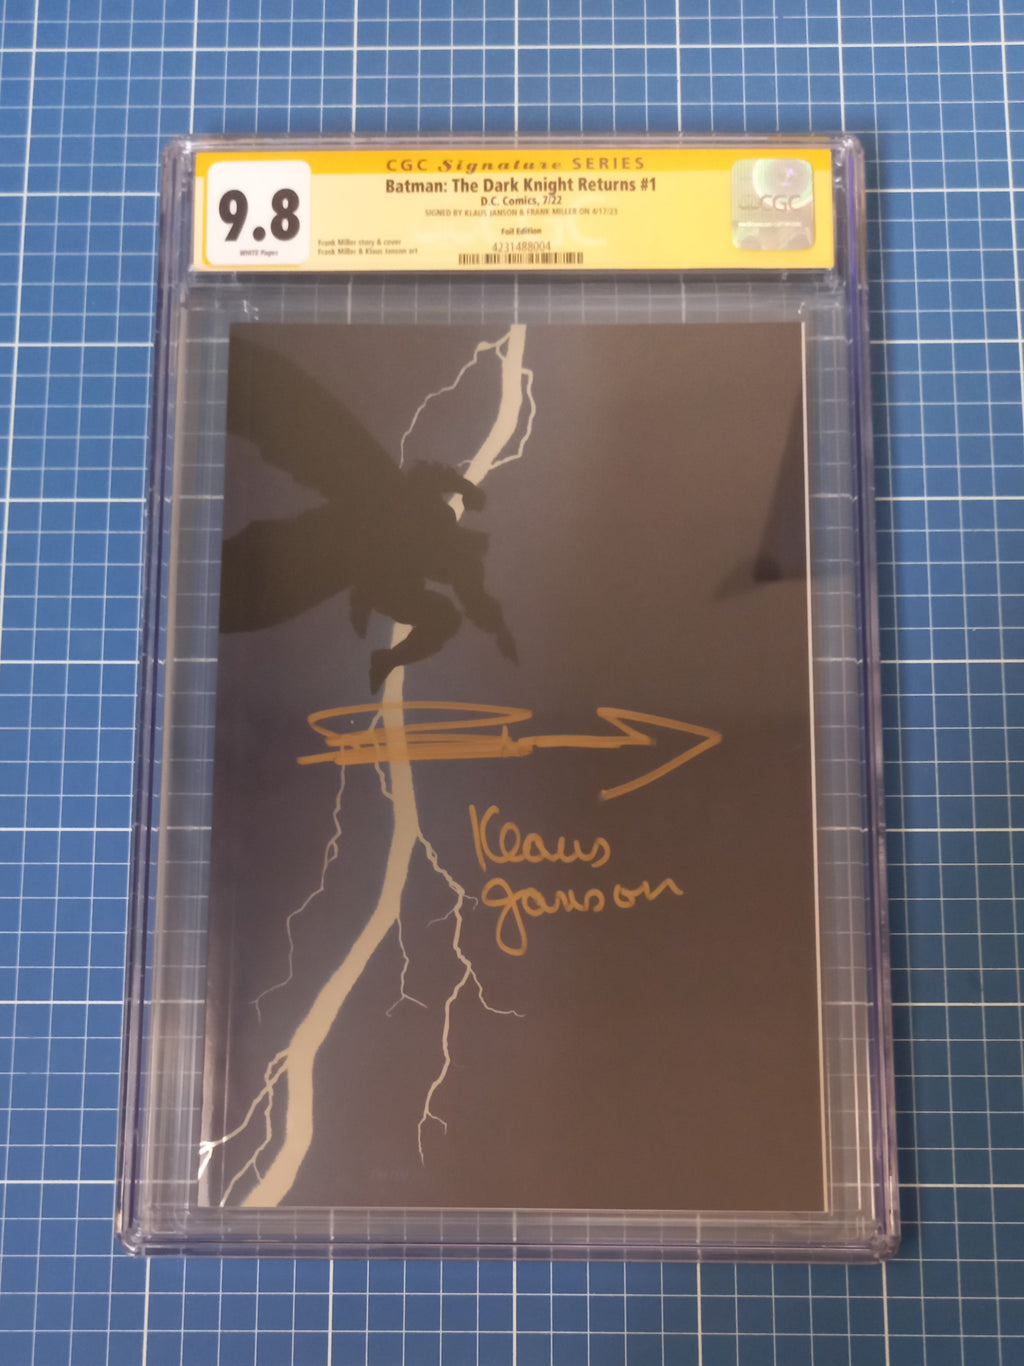 CGC Signature SERIES
Batman: The Dark Knight Returns #1
D.C. Comics, 7/22
SIGNED BY KLAUS JANSON & FRANK MILLER ON 4/17/23
Foil Edition
4231488004
9.8
WHITE Pages
Frank Miller story & cover
Frank Miller & Klaus Janson art
CGC
Klaus
Janson